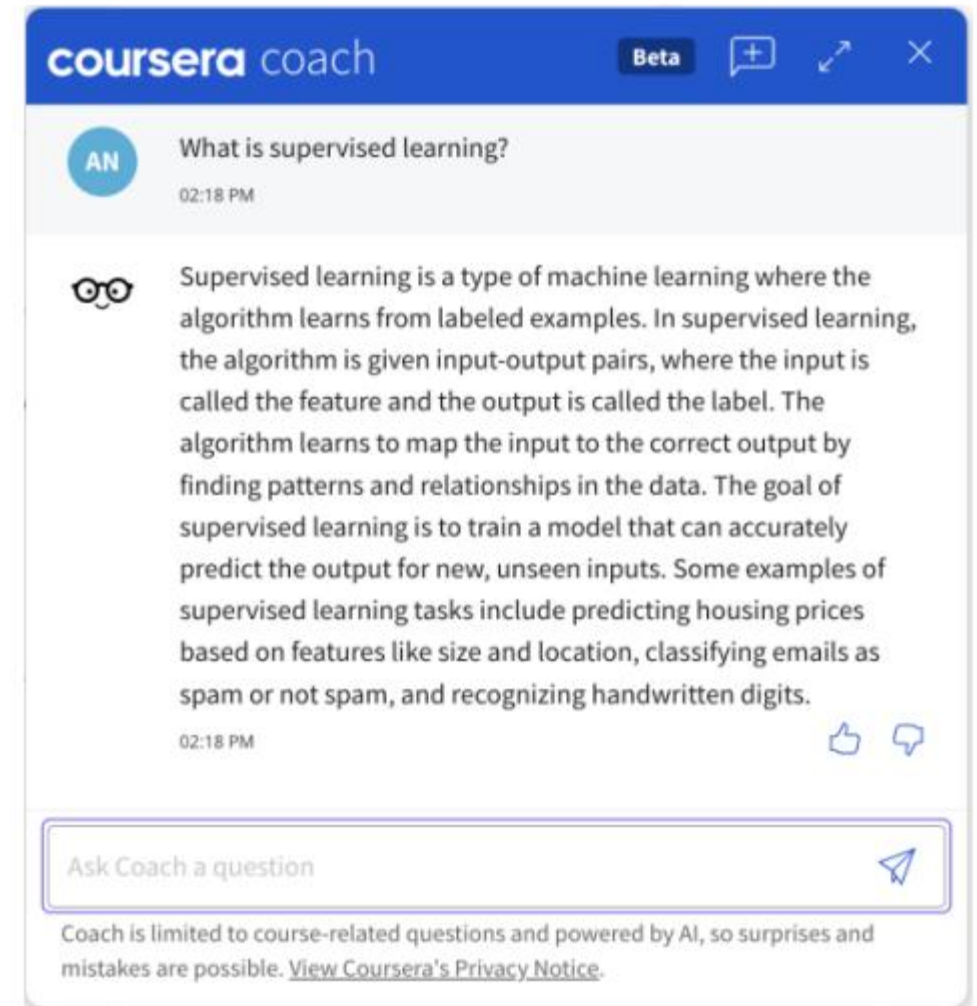 coursera coach Beta
AN What is supervised learning?
02:18 PM
Supervised learning is a type of machine learning where the
algorithm learns from labeled examples. In supervised learning,
the algorithm is given input-output pairs, where the input is
called the feature and the output is called the label. The
algorithm learns to map the input to the correct output by
finding patterns and relationships in the data. The goal of
supervised learning is to train a model that can accurately
predict the output for new, unseen inputs. Some examples of
supervised learning tasks include predicting housing prices
based on features like size and location, classifying emails as
spam or not spam, and recognizing handwritten digits.
02:18 PM
Ask Coach a question
Coach is limited to course-related questions and powered by AI, so surprises and
mistakes are possible. View Coursera's Privacy Notice.